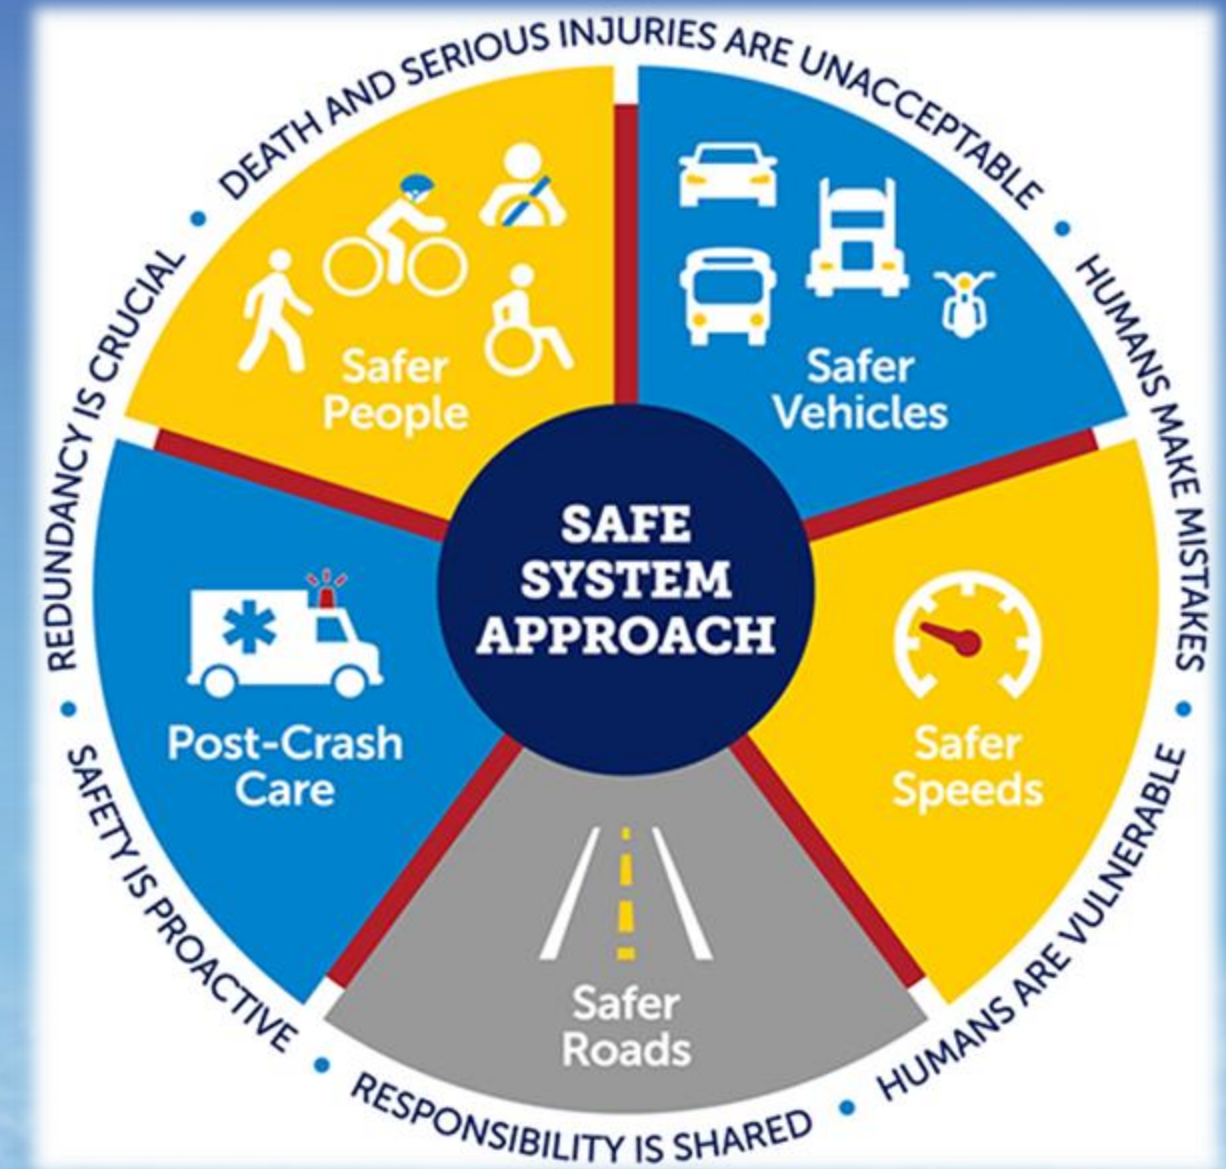 DEATH AND SERIOUS INJURIES ARE UNACCEPTABLE
HUMANS MAKE MISTAKES
HUMANS ARE VULNERABLE
RESPONSIBILITY IS SHARED
SAFETY IS PROACTIVE
REDUNDANCY IS CRUCIAL
Safer
People
Safer
Vehicles
SAFE
SYSTEM
APPROACH
Post-Crash
Care
Safer
Speeds
Safer
Roads